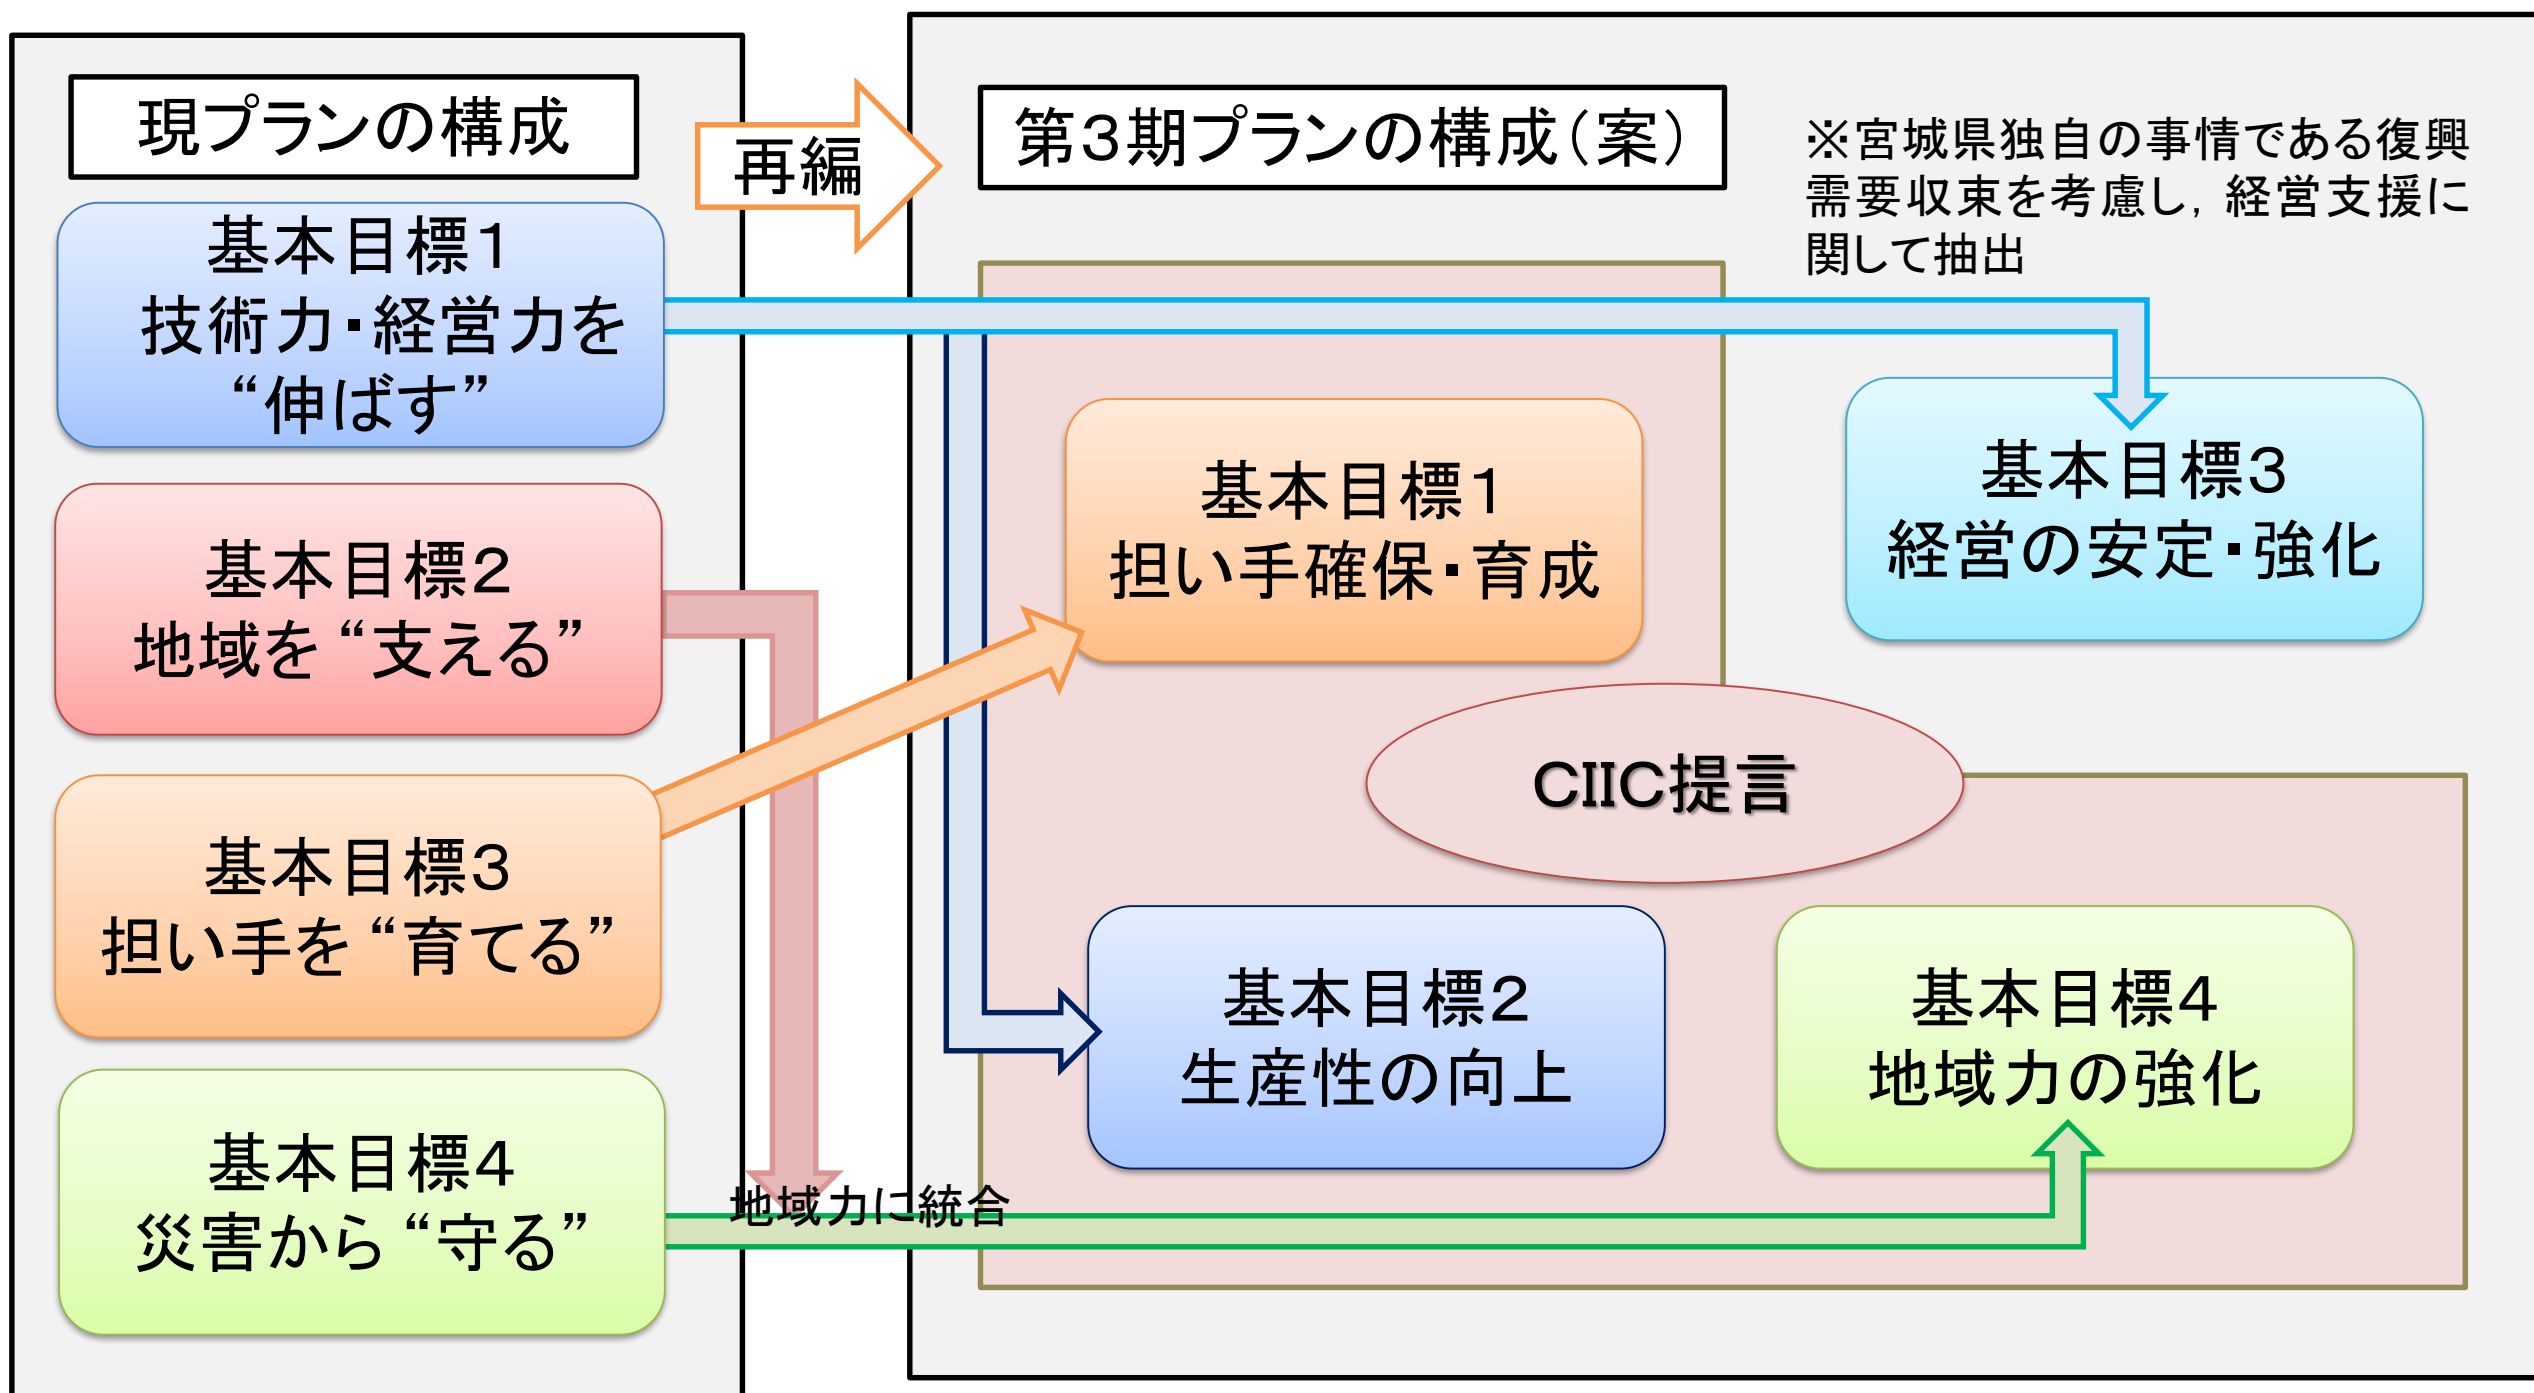 現プランの構成
基本目標1
技術力・経営力を
“伸ばす”
基本目標2
地域を“支える”
基本目標3
担い手を“育てる”
基本目標4
災害から“守る”
再編
地域力に統合
第3期プランの構成（案）
※宮城県独自の事情である復興
需要収束を考慮し，経営支援に
関して抽出
基本目標1
担い手確保・育成
基本目標3
経営の安定・強化
CIIC提言
基本目標2
生産性の向上
基本目標4
地域力の強化